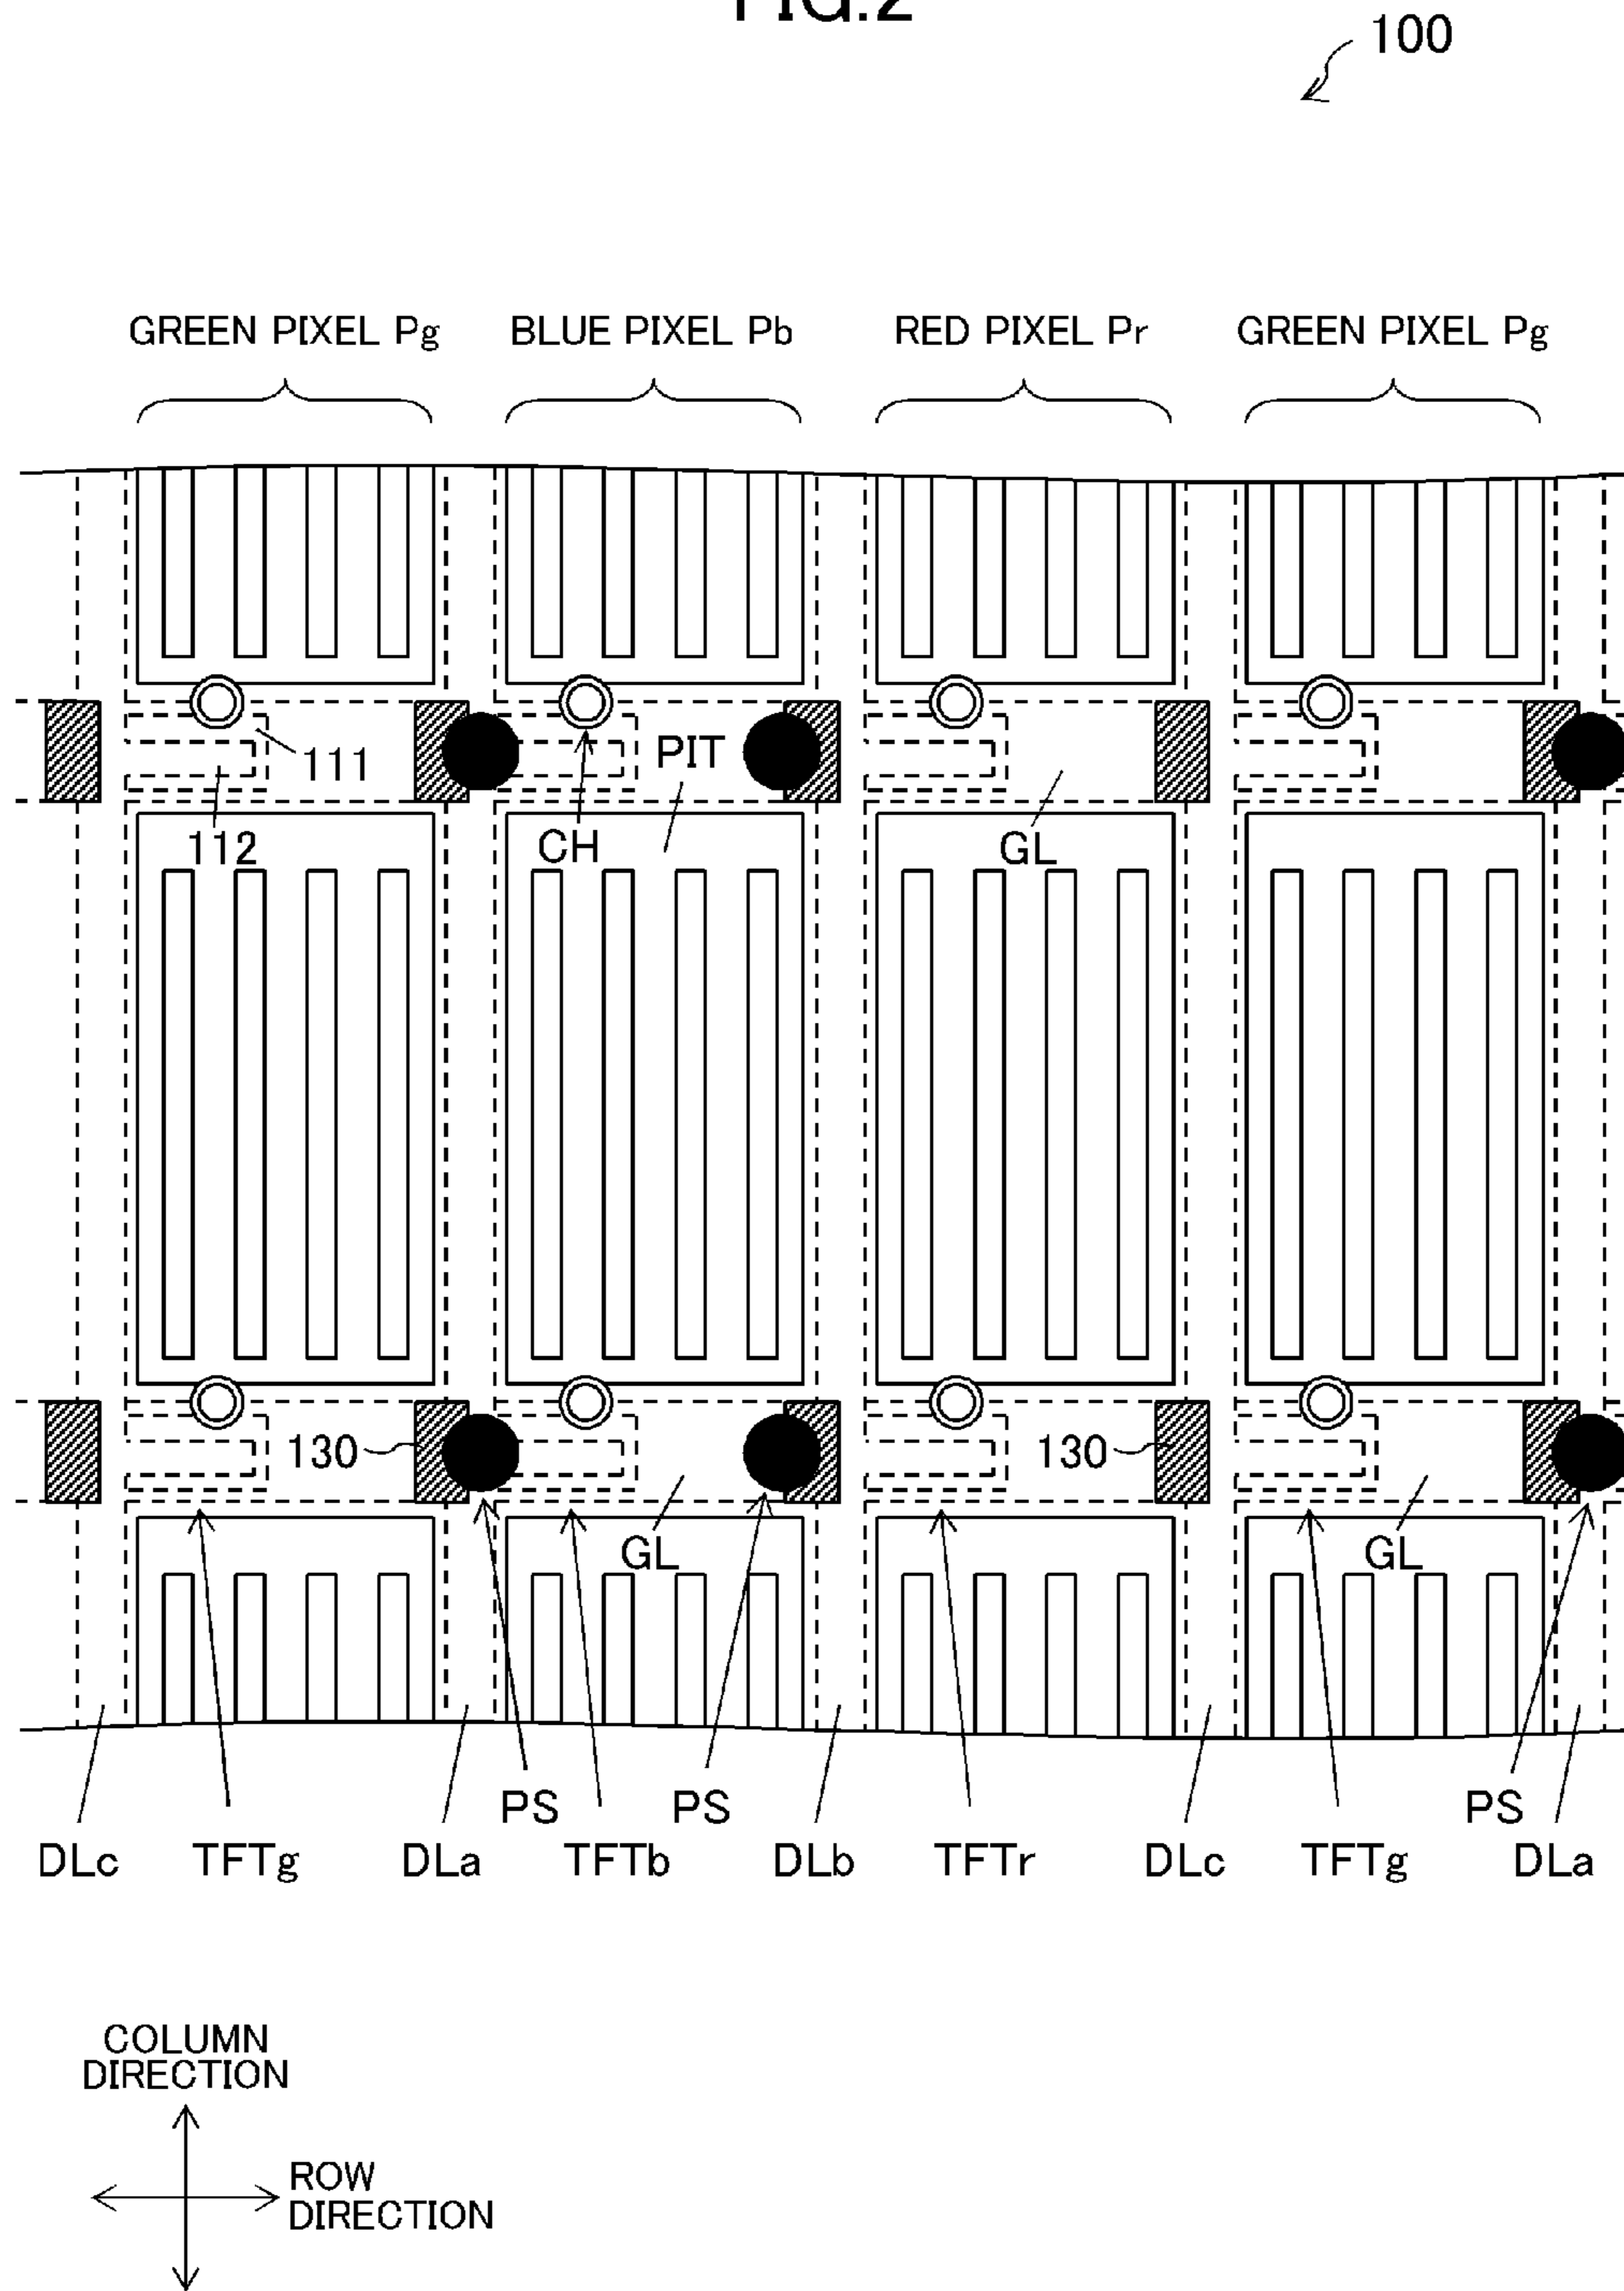 FIG.2
100
GREEN PIXEL Pg
BLUE PIXEL Pb
RED PIXEL Pr
GREEN PIXEL Pg
111
PIT
112
CH
GL
130
130
GL
GL
PS
PS
PS
DLc
TFTg
DLa
TFTb
DLb
TFTr
DLc
TFTg
DLa
COLUMN
DIRECTION
ROW
DIRECTION